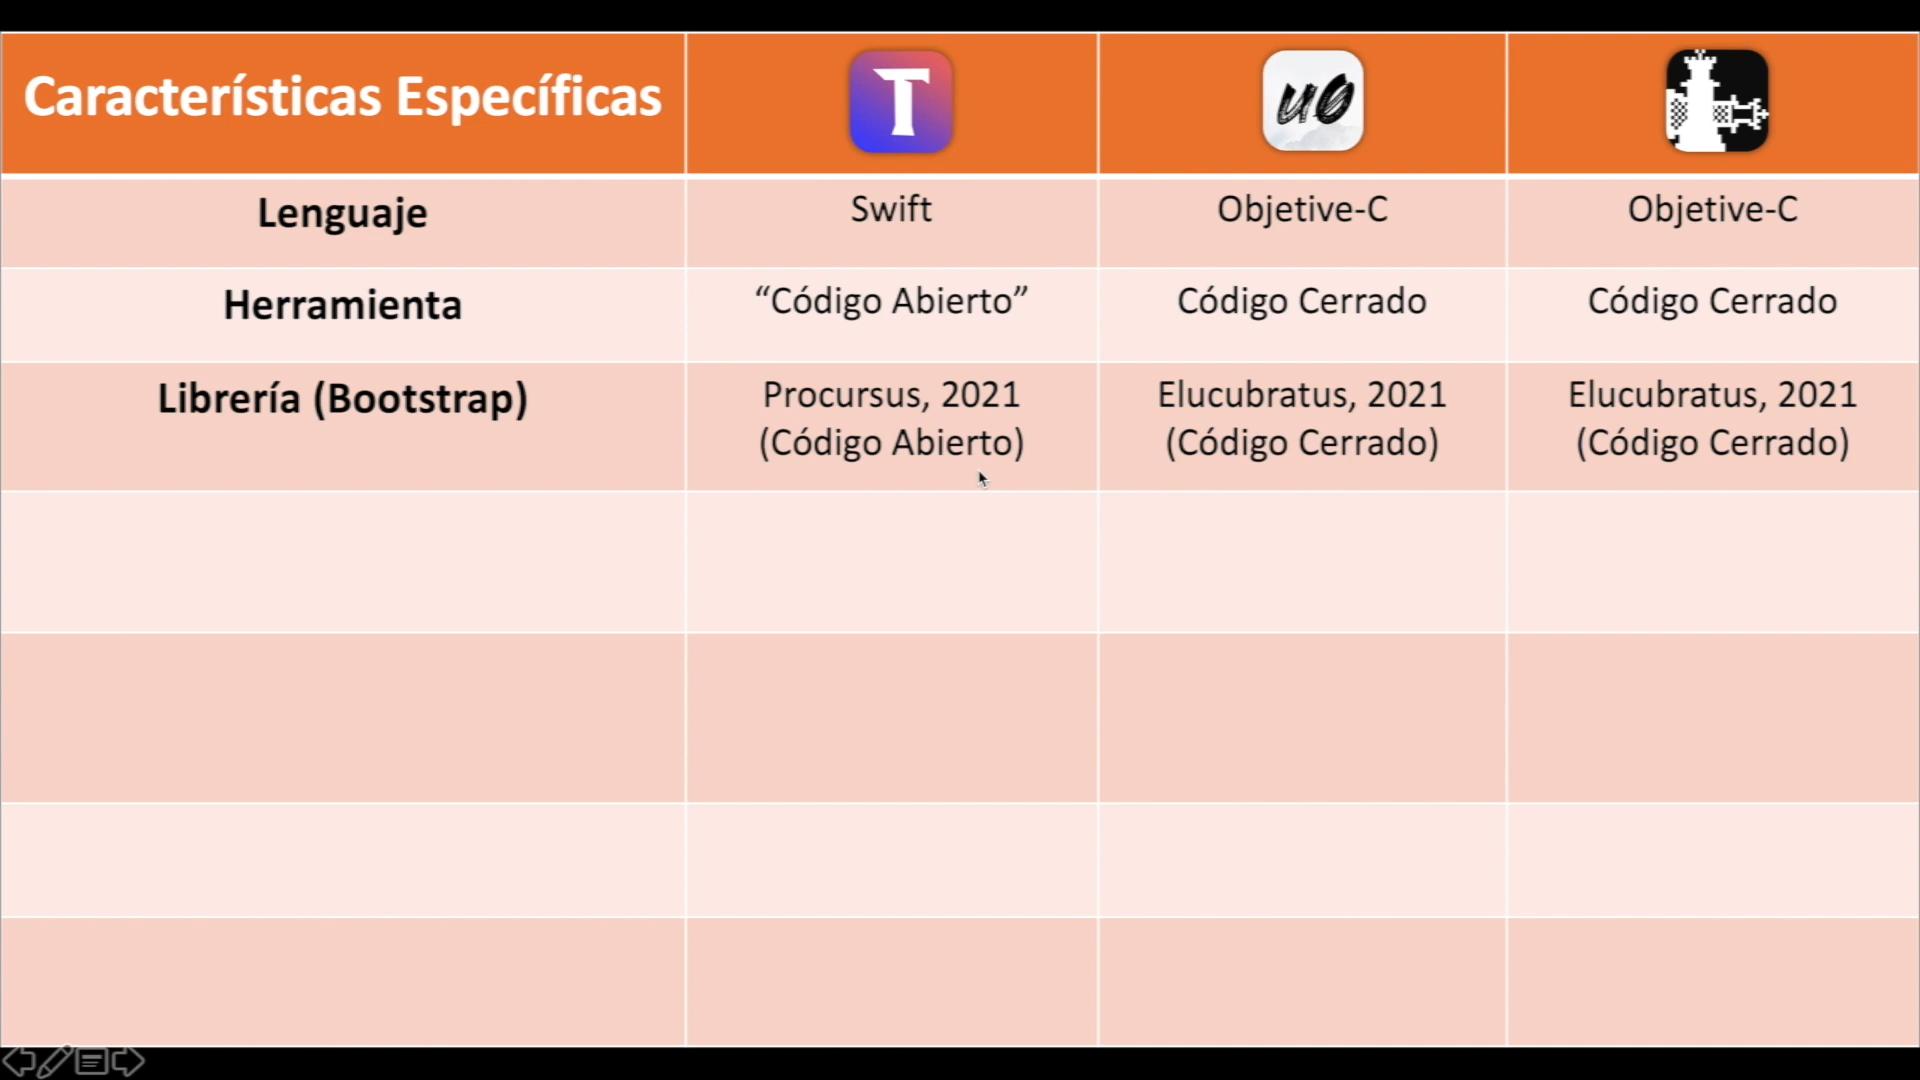 Características Específicas
T
u0
Lenguaje
Swift
Objetive-C
Objetive-C
Herramienta
“Código Abierto”
Código Cerrado
Código Cerrado
Librería (Bootstrap)
Procursus, 2021
(Código Abierto)
Elucubratus, 2021
(Código Cerrado)
Elucubratus, 2021
(Código Cerrado)